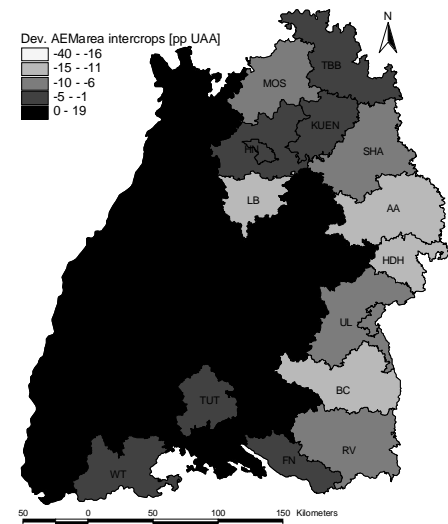 Dev. AEMarea intercrops [pp UAA]
-40 - -16
-15 - -11
-10 - -6
-5 - -1
0 - 19
N
TBB
MOS
KUEN
HN
SHA
LB
AA
HDH
UL
BC
TUT
RV
FN
WT
50 0 50 100 150 Kilometers